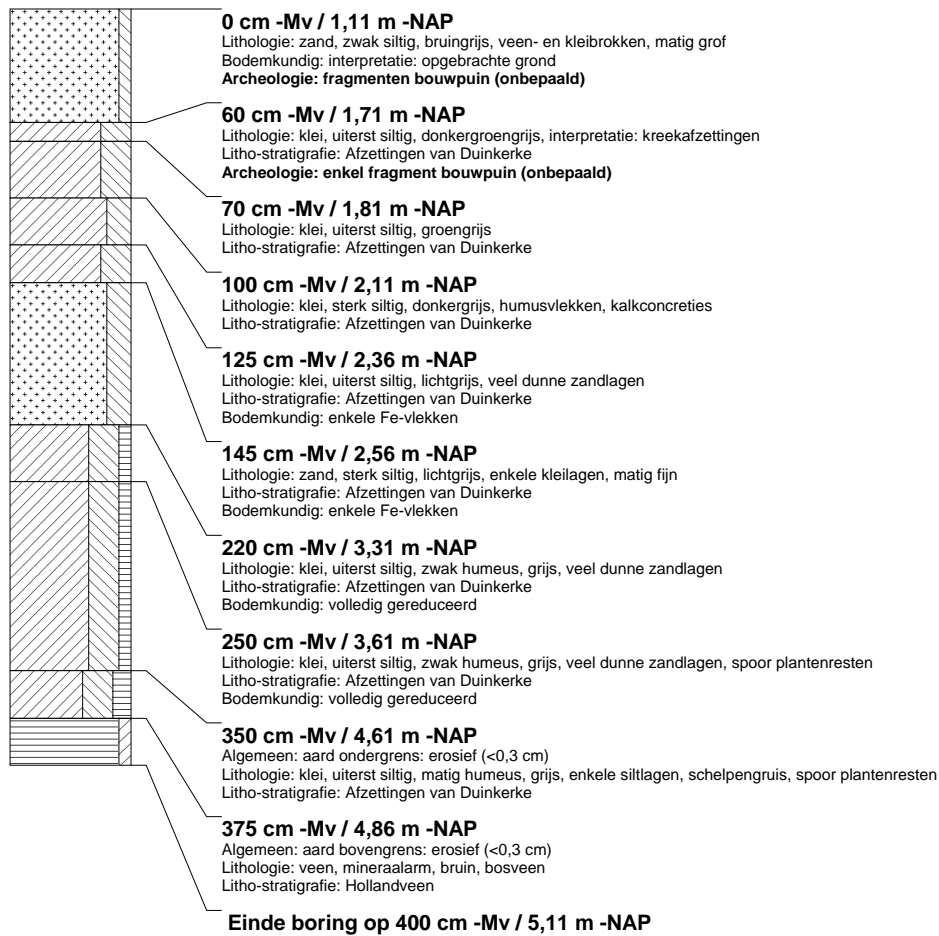 0 cm -Mv / 1,11 m -NAP
Lithologie: zand, zwak siltig, bruingrijs, veen- en kleibrokken, matig grof
Bodemkundig: interpretatie: opgebrachte grond
Archeologie: fragmenten bouwpuin (onbepaald)
60 cm -Mv / 1,71 m -NAP
Lithologie: klei, uiterst siltig, donkergroengrijs, interpretatie: kreekafzettingen
Litho-stratigrafie: Afzettingen van Duinkerke
Archeologie: enkel fragment bouwpuin (onbepaald)
70 cm -Mv / 1,81 m -NAP
Lithologie: klei, uiterst siltig, groengrijs
Litho-stratigrafie: Afzettingen van Duinkerke
100 cm -Mv / 2,11 m -NAP
Lithologie: klei, sterk siltig, donkergrijs, humusvlekken, kalkconcreties
Litho-stratigrafie: Afzettingen van Duinkerke
125 cm -Mv / 2,36 m -NAP
Lithologie: klei, uiterst siltig, lichtgrijs, veel dunne zandlagen
Litho-stratigrafie: Afzettingen van Duinkerke
Bodemkundig: enkele Fe-vlekken
145 cm -Mv / 2,56 m -NAP
Lithologie: zand, sterk siltig, lichtgrijs, enkele kleilagen, matig fijn
Litho-stratigrafie: Afzettingen van Duinkerke
Bodemkundig: enkele Fe-vlekken
220 cm -Mv / 3,31 m -NAP
Lithologie: klei, uiterst siltig, zwak humeus, grijs, veel dunne zandlagen
Litho-stratigrafie: Afzettingen van Duinkerke
Bodemkundig: volledig gereduceerd
250 cm -Mv / 3,61 m -NAP
Lithologie: klei, uiterst siltig, zwak humeus, grijs, veel dunne zandlagen, spoor plantenresten
Litho-stratigrafie: Afzettingen van Duinkerke
Bodemkundig: volledig gereduceerd
350 cm -Mv / 4,61 m -NAP
Algemeen: aard ondergrens: erosief (<0,3 cm)
Lithologie: klei, uiterst siltig, matig humeus, grijs, enkele siltlagen, schelpengruis, spoor plantenresten
Litho-stratigrafie: Afzettingen van Duinkerke
375 cm -Mv / 4,86 m -NAP
Algemeen: aard bovengrens: erosief (<0,3 cm)
Lithologie: veen, mineraalarm, bruin, bosveen
Litho-stratigrafie: Hollandveen
Einde boring op 400 cm -Mv / 5,11 m -NAP